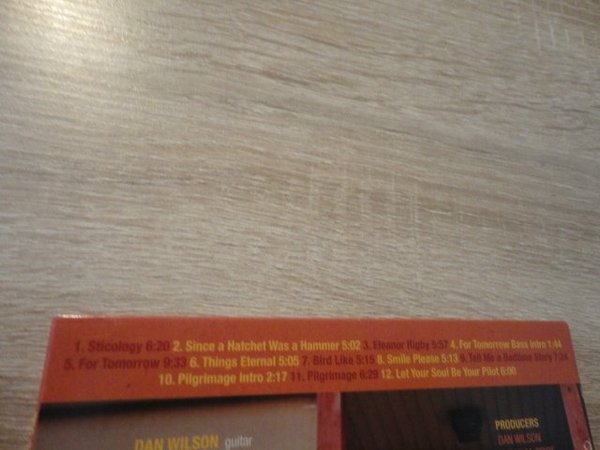 1. Sticology 6:20 2. Since a Hatchet Was a Hammer 5:02 3. Eleanor Rigby 5:57 4. For Tomorrow Bass Intro 1:44
5. For Tomorrow 9:33 6. Things Eternal 5:05 7. Bird Like 5:15 8. Smile Please 5:13 9. Tell Me a Bedtime Story 7:24
10. Pilgrimage Intro 2:17 11. Pilgrimage 6:29 12. Let Your Soul Be Your Pilot 6:00
DAN WILSON guitar
PRODUCERS
DAN WILSON